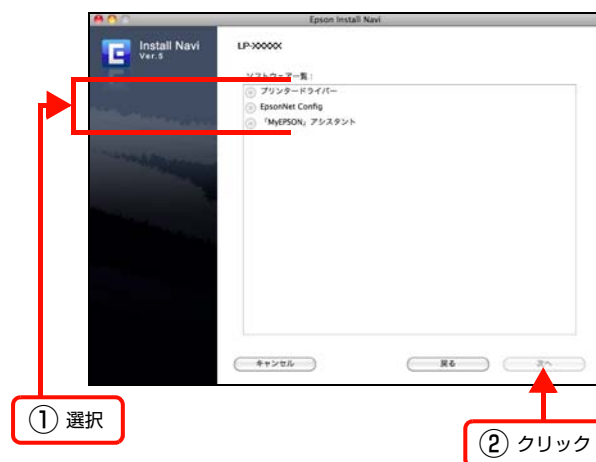 Epson Install Navi
Install Navi
Ver.5
LP-XXXXX
ソフトウェア一覧：
プリンタードライバー
EpsonNet Config
「MyEPSON」アシスタント
キャンセル
戻る
次へ
① 選択
② クリック